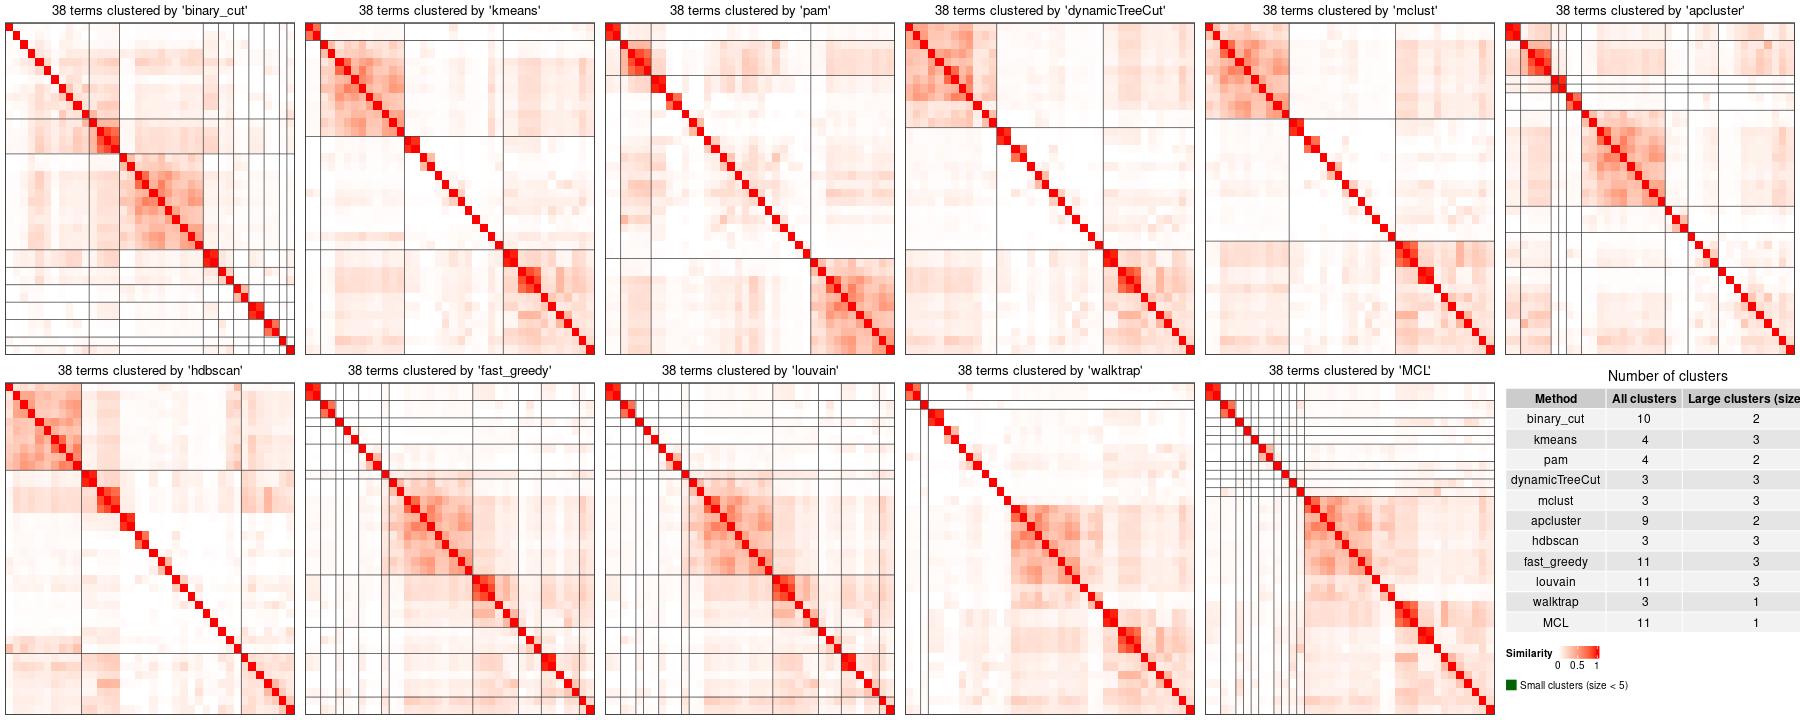 38 terms clustered by 'binary_cut'
38 terms clustered by 'kmeans'
38 terms clustered by 'pam'
38 terms clustered by 'dynamicTreeCut'
38 terms clustered by 'mclust'
38 terms clustered by 'apcluster'
38 terms clustered by 'hdbscan'
38 terms clustered by 'fast_greedy'
38 terms clustered by 'louvain'
38 terms clustered by 'walktrap'
38 terms clustered by 'MCL'
Number of clusters
Method All clusters Large clusters (size
binary_cut 10 2
kmeans 4 3
pam 4 2
dynamicTreeCut 3 3
mclust 3 3
apcluster 9 2
hdbscan 3 3
fast_greedy 11 3
louvain 11 3
walktrap 3 1
MCL 11 1
Similarity
0 0.5 1
Small clusters (size < 5)